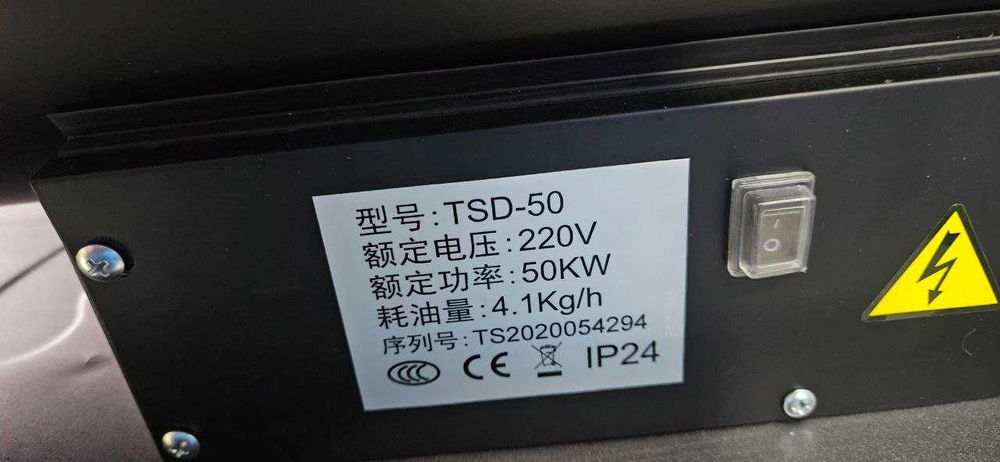 型号:TSD-50
额定电压:220V
额定功率:50KW
耗油量:4.1Kg/h
序列号:TS2020054294
CCC CE IP24